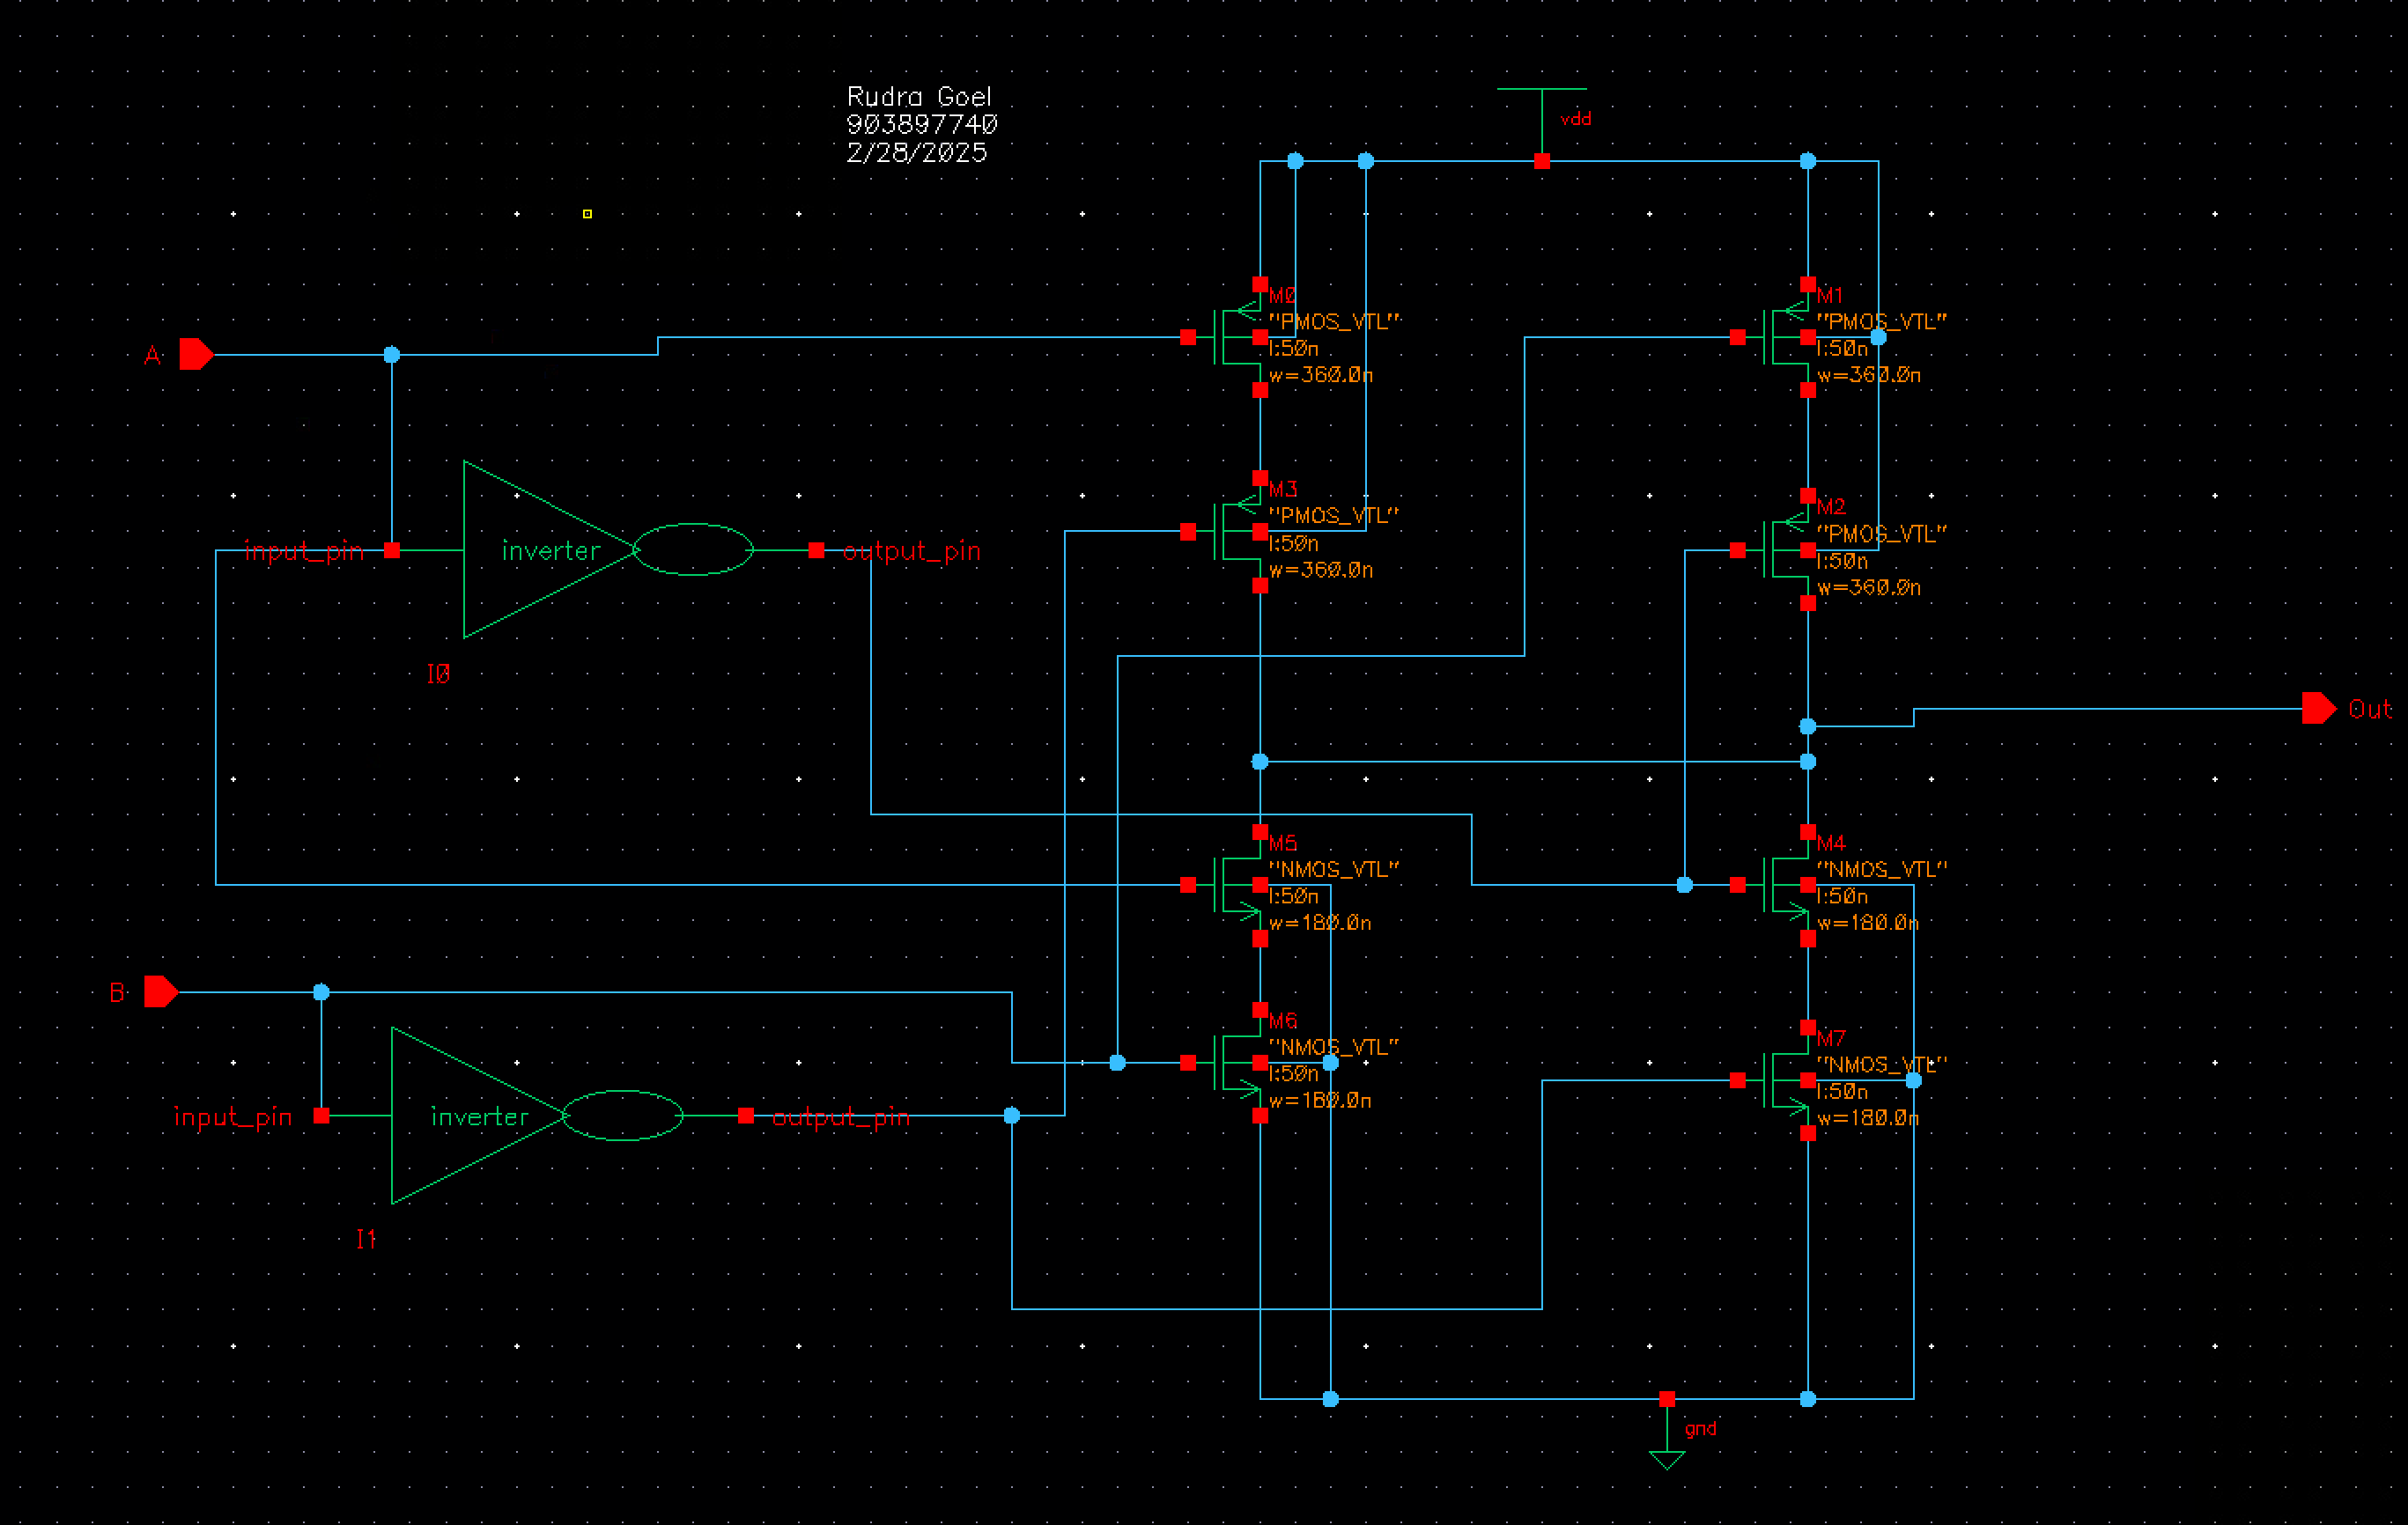 Rudra Goel
903897740
2/28/2025
vdd
M0
"PMOS_VTL"
l:50n
w=360.0n
M1
"PMOS_VTL"
l:50n
w=360.0n
A
M3
"PMOS_VTL"
l:50n
w=360.0n
M2
"PMOS_VTL"
l:50n
w=360.0n
input_pin
inverter
output_pin
I0
Out
M5
"NMOS_VTL"
l:50n
w=180.0n
M4
"NMOS_VTL"
l:50n
w=180.0n
B
M6
"NMOS_VTL"
l:50n
w=180.0n
M7
"NMOS_VTL"
l:50n
w=180.0n
input_pin
inverter
output_pin
I1
gnd